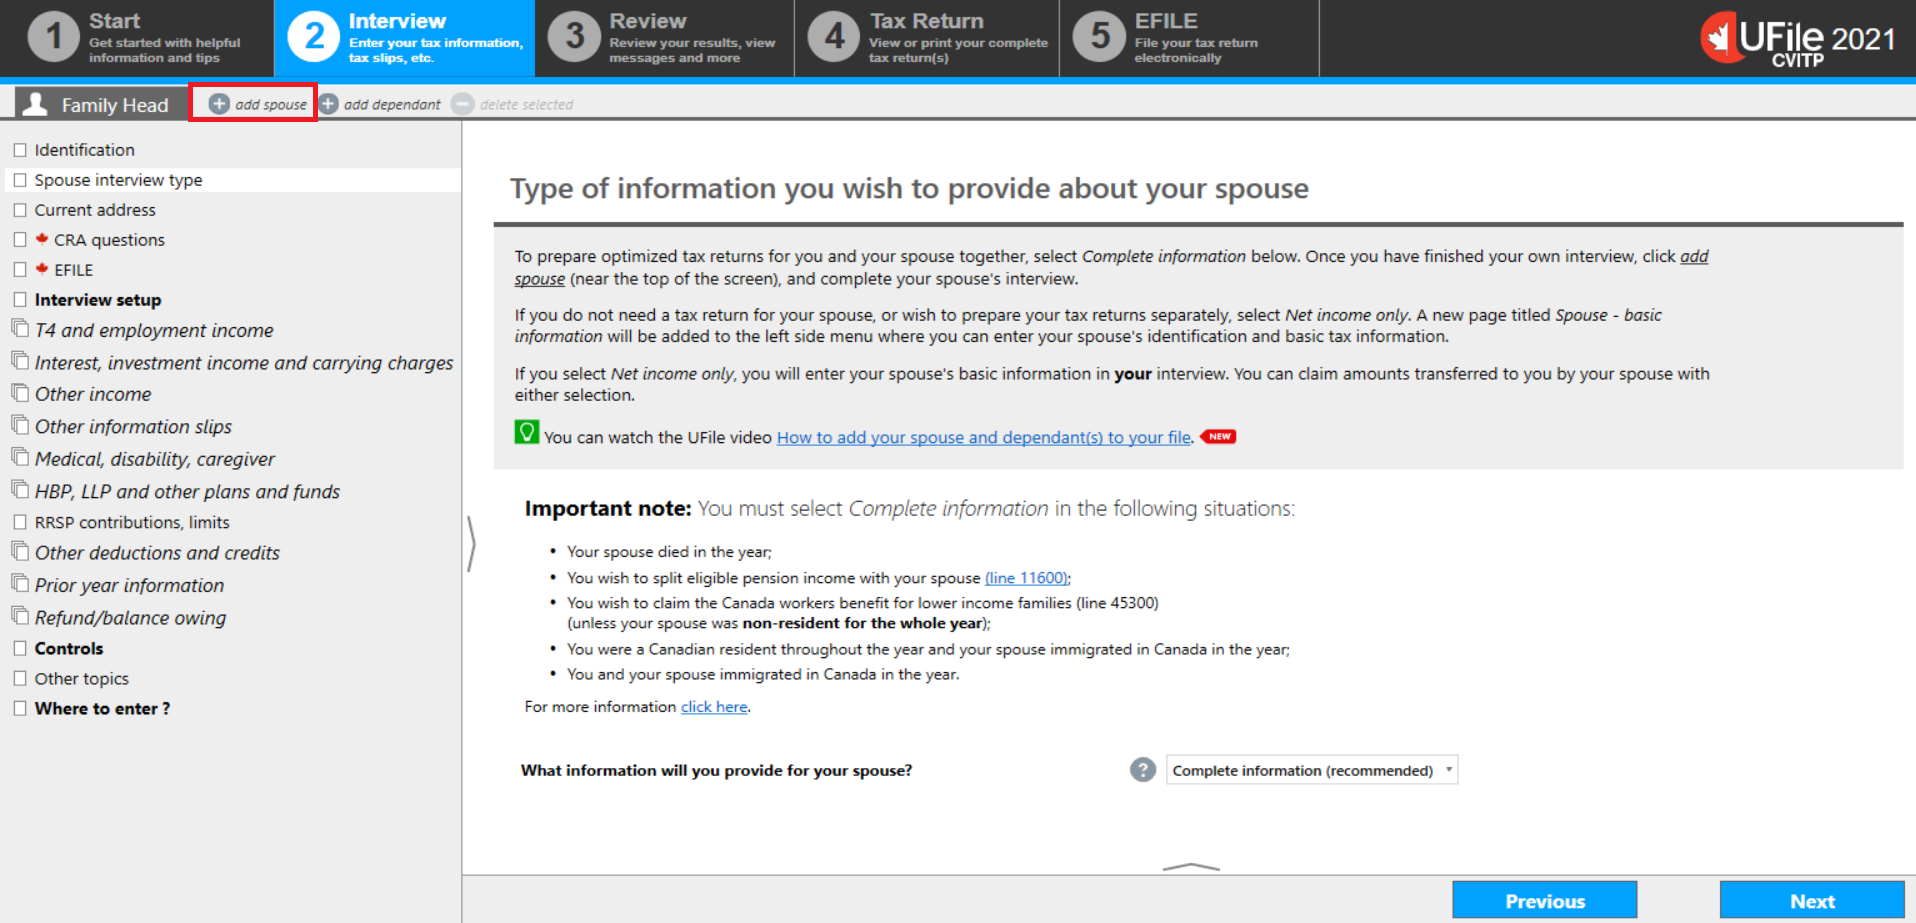 1 Start
Get started with helpful
information and tips
2 Interview
Enter your tax information,
tax slips, etc.
3 Review
Review your results, view
messages and more
4 Tax Return
View or print your complete
tax return(s)
5 EFILE
File your tax return
electronically
UFile 2021
CVITP
Family Head
add spouse
add dependant
delete selected
Identification
Spouse interview type
Current address
CRA questions
EFILE
Interview setup
T4 and employment income
Interest, investment income and carrying charges
Other income
Other information slips
Medical, disability, caregiver
HBP, LLP and other plans and funds
RRSP contributions, limits
Other deductions and credits
Prior year information
Refund/balance owing
Controls
Other topics
Where to enter ?
Type of information you wish to provide about your spouse
To prepare optimized tax returns for you and your spouse together, select Complete information below. Once you have finished your own interview, click add
spouse (near the top of the screen), and complete your spouse's interview.
If you do not need a tax return for your spouse, or wish to prepare your tax returns separately, select Net income only. A new page titled Spouse - basic
information will be added to the left side menu where you can enter your spouse's identification and basic tax information.
If you select Net income only, you will enter your spouse's basic information in your interview. You can claim amounts transferred to you by your spouse with
either selection.
You can watch the UFile video How to add your spouse and dependant(s) to your file. NEW
Important note: You must select Complete information in the following situations:
• Your spouse died in the year;
• You wish to split eligible pension income with your spouse (line 11600);
• You wish to claim the Canada workers benefit for lower income families (line 45300)
(unless your spouse was non-resident for the whole year);
• You were a Canadian resident throughout the year and your spouse immigrated in Canada in the year;
• You and your spouse immigrated in Canada in the year.
For more information click here.
What information will you provide for your spouse?
? Complete information (recommended)
Previous
Next